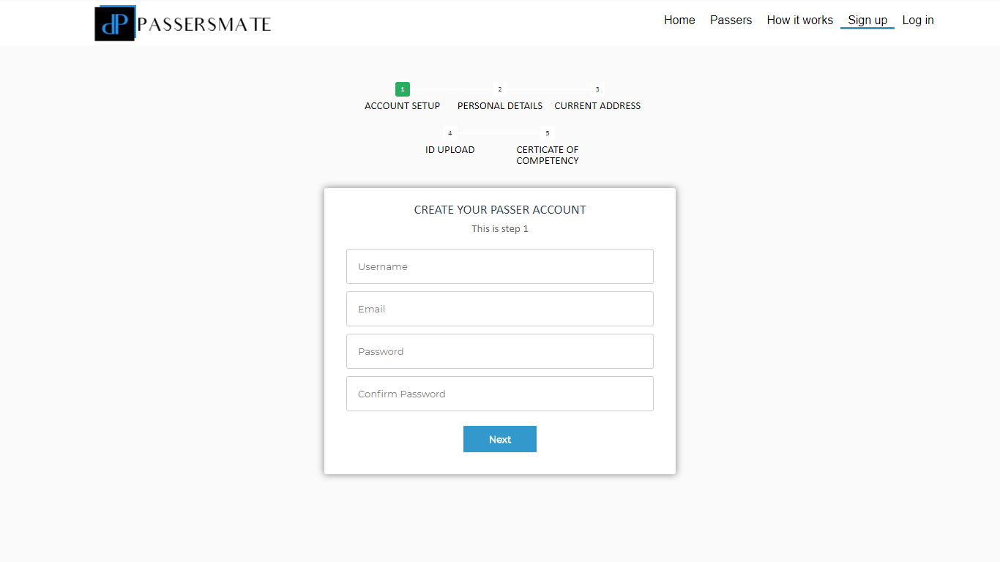 dP PASSERSMATE
Home Passers How it works Sign up Log in
1 2 3
ACCOUNT SETUP PERSONAL DETAILS CURRENT ADDRESS
4 5
ID UPLOAD CERTICATE OF
COMPETENCY
CREATE YOUR PASSER ACCOUNT
This is step 1
Username
Email
Password
Confirm Password
Next